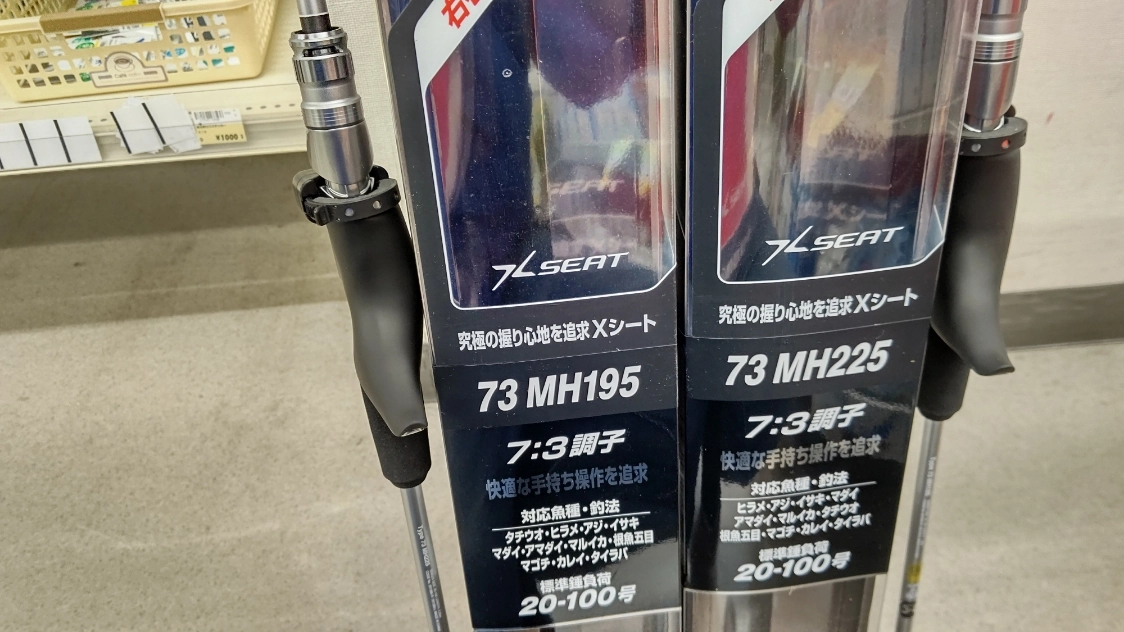 ¥1000
右
X SEAT
究極の握り心地を追求 Xシート
73 MH195
7:3調子
快適な手持ち操作を追求
対応魚種・釣法
タチウオ・ヒラメ・アジ・イサキ
マダイ・アマダイ・マルイカ・根魚五目
マゴチ・カレイ・タイラバ
標準錘負荷
20-100号
X SEAT
究極の握り心地を追求 Xシート
73 MH225
7:3調子
快適な手持ち操作を追求
対応魚種・釣法
ヒラメ・アジ・イサキ・マダイ
アマダイ・マルイカ・タチウオ
根魚五目・マゴチ・カレイ・タイラバ
標準錘負荷
20-100号